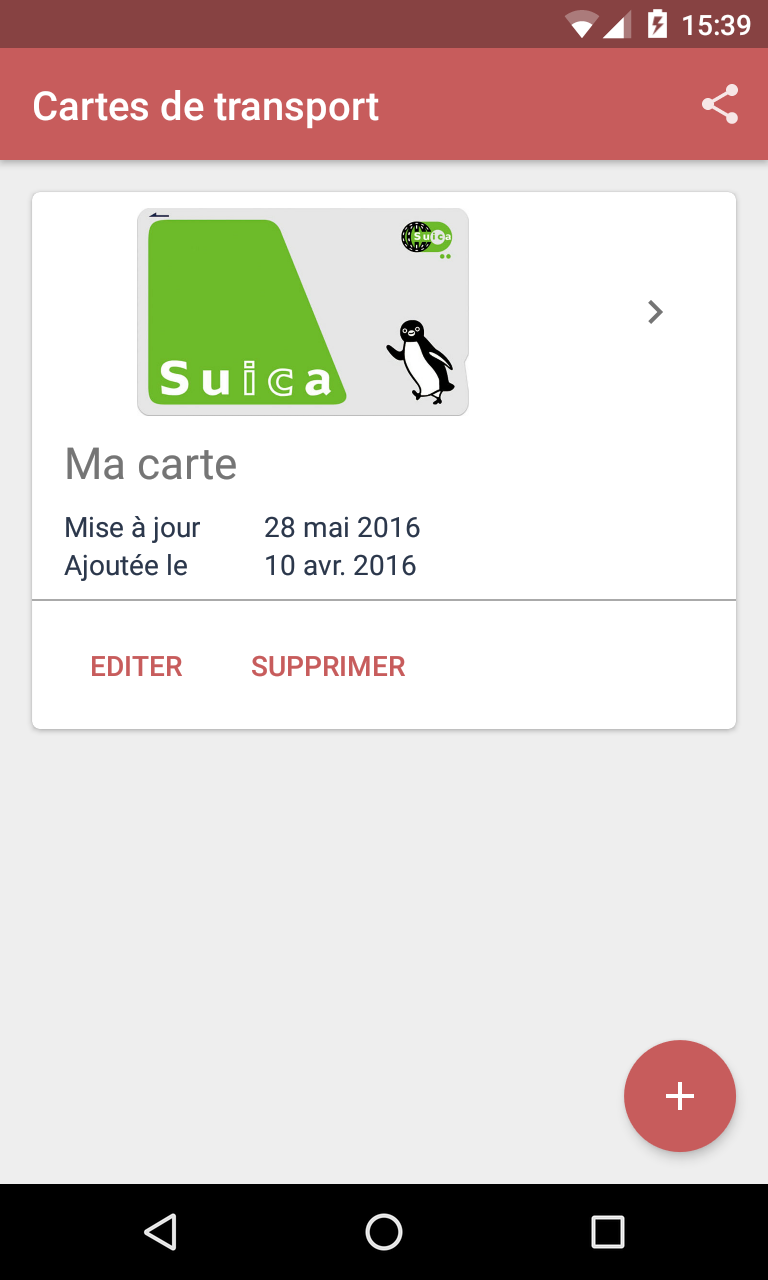 15:39
Cartes de transport
Suica
Suica
Ma carte
Mise à jour 28 mai 2016
Ajoutée le 10 avr. 2016
EDITER SUPPRIMER